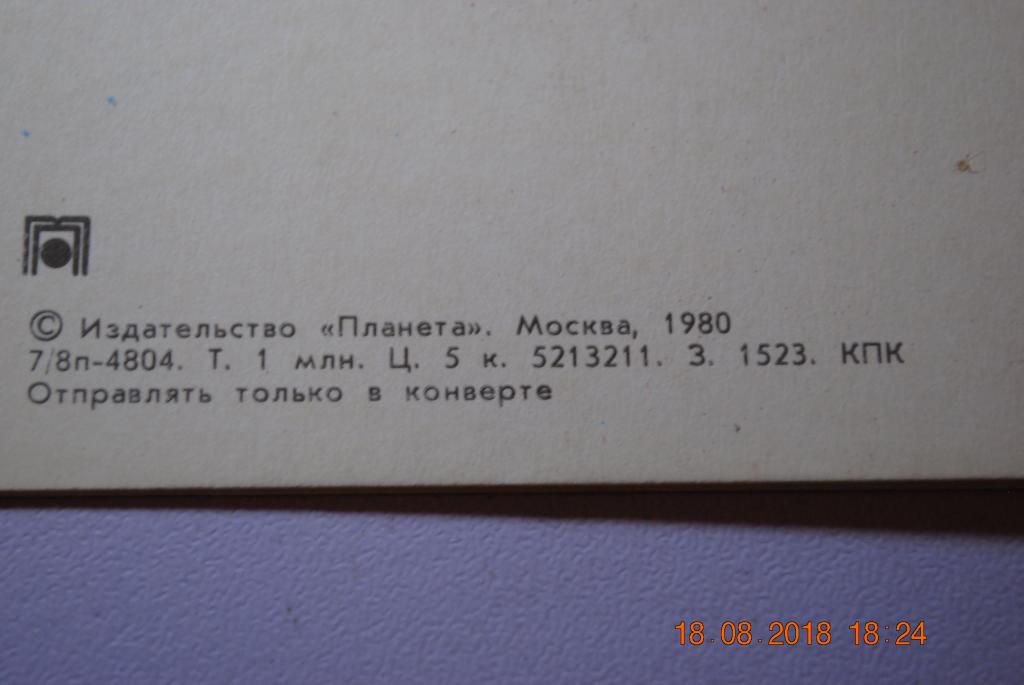 © Издательство «Планета». Москва, 1980
7/8п-4804. Т. 1 млн. Ц. 5 к. 5213211. З. 1523. КПК
Отправлять только в конверте
18.08.2018 18:24